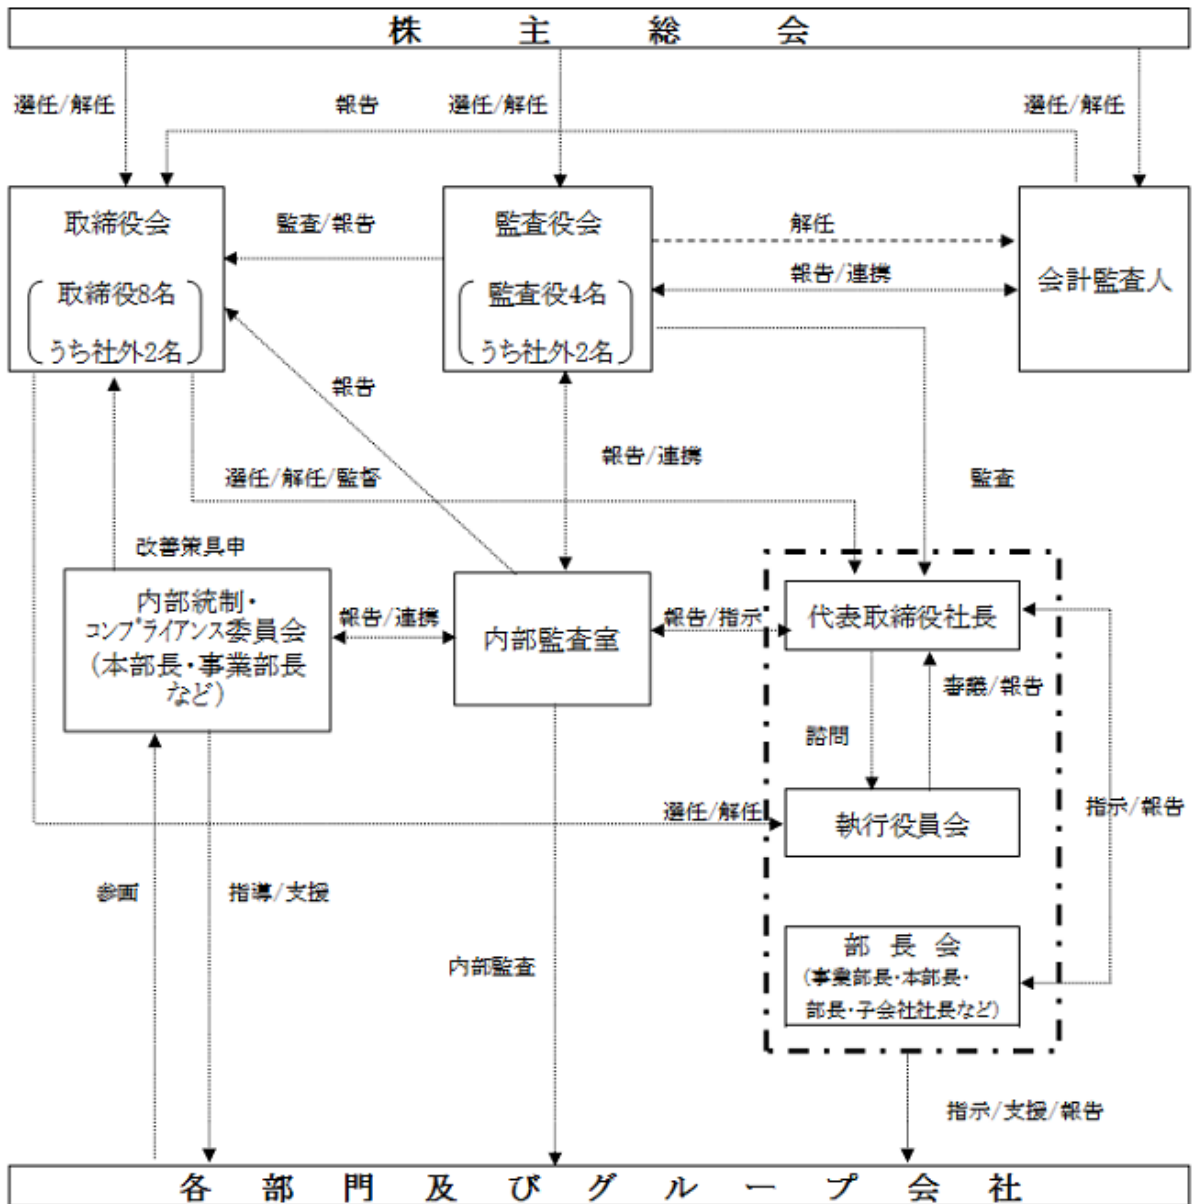 株主総会
選任/解任
報告
選任/解任
選任/解任
取締役会
取締役8名
うち社外2名
監査/報告
監査役会
監査役4名
うち社外2名
解任
報告/連携
会計監査人
報告
報告/連携
選任/解任/監督
監査
改善策具申
内部統制・
コンプライアンス委員会
(本部長・事業部長
など)
報告/連携
内部監査室
報告/指示
代表取締役社長
審議/報告
諮問
選任/解任
執行役員会
指示/報告
参画
指導/支援
内部監査
部長会
(事業部長・本部長・
部長・子会社社長など)
指示/支援/報告
各部門及びグループ会社